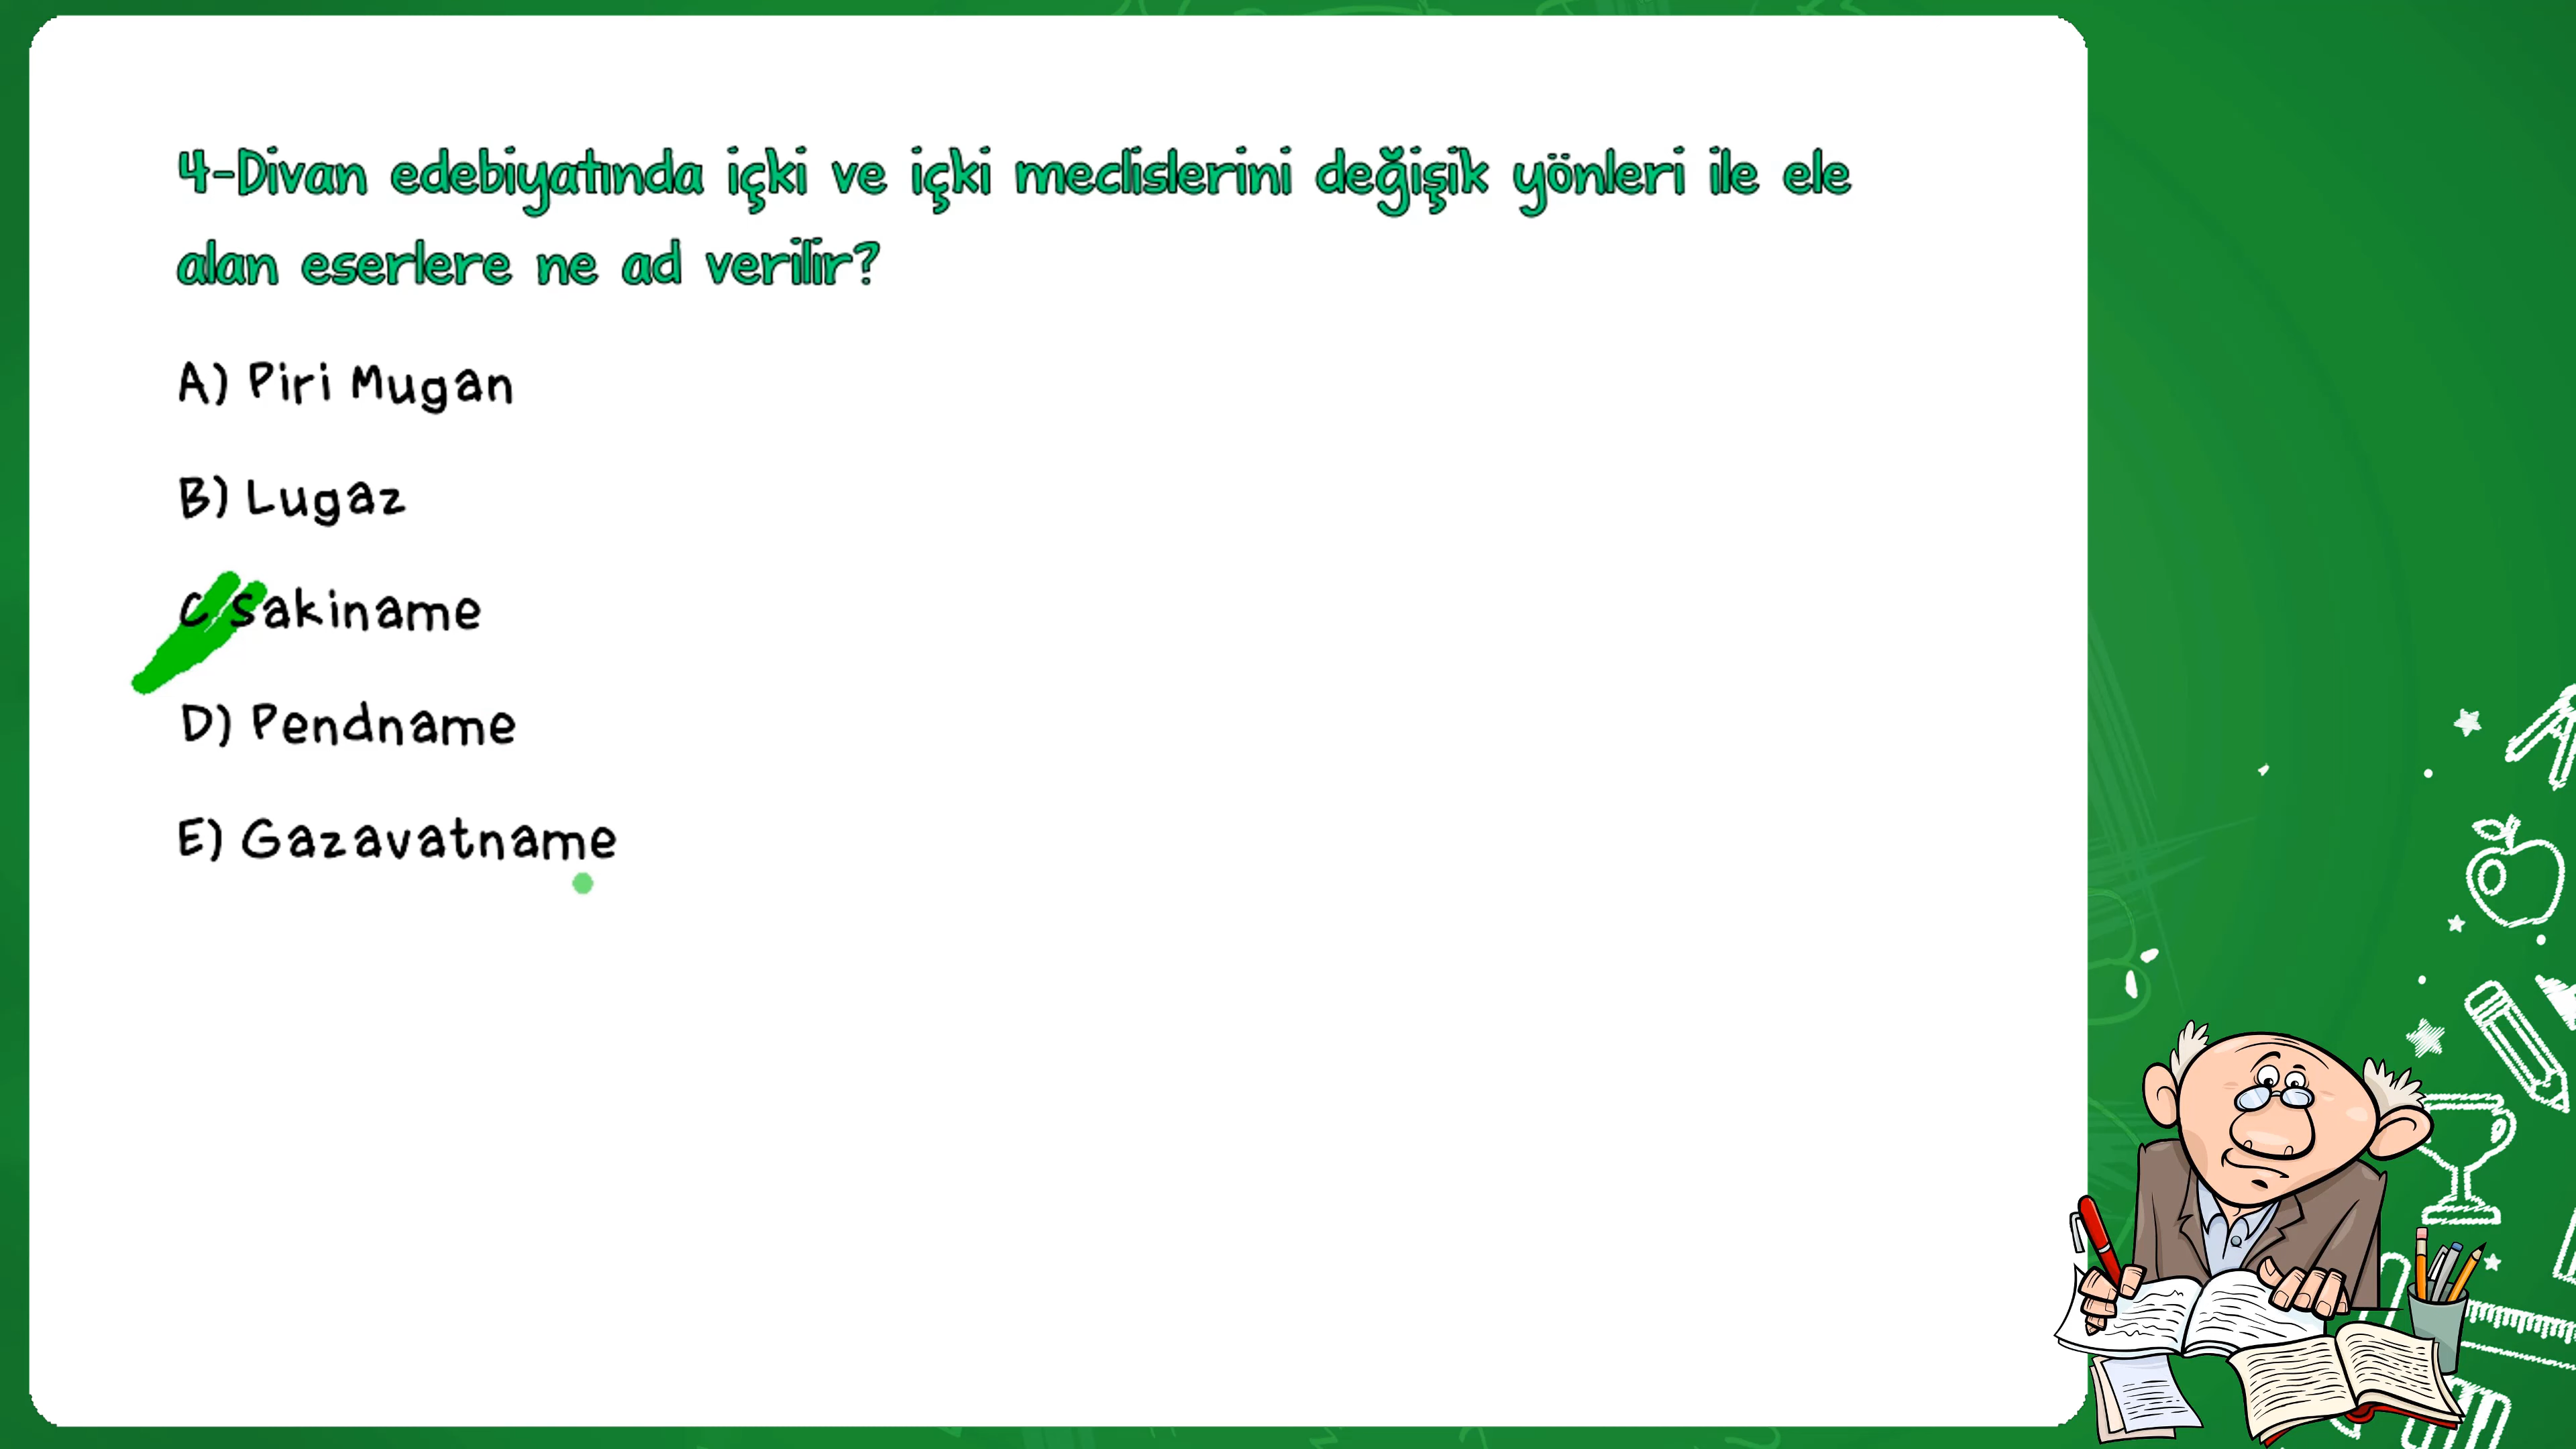 4-Divan edebiyatında içki ve içki meclislerini değişik yönleri ile ele
alan eserlere ne ad verilir?
A) Piri Mugan
B) Lugaz
C sakiname
D) Pendname
E) Gazavatname